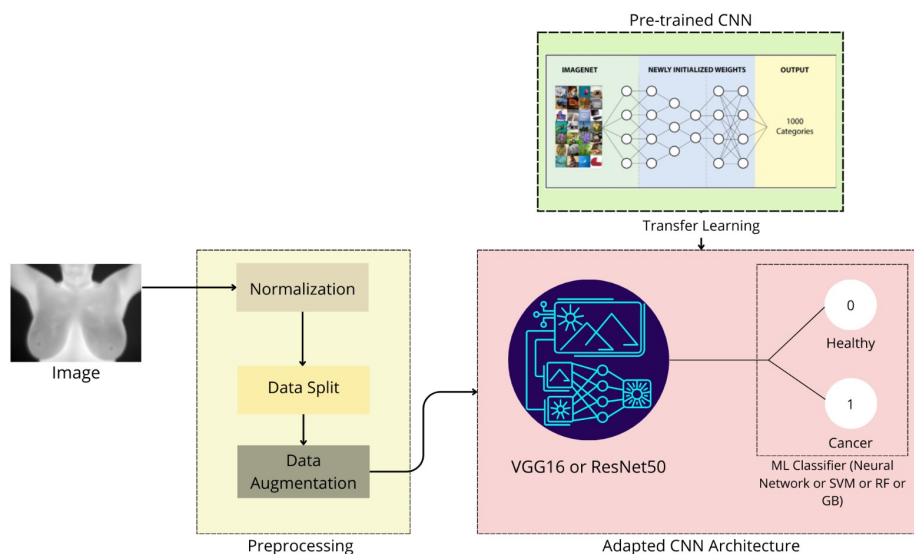 Pre-trained CNN
IMAGENET
NEWLY INITIALIZED WEIGHTS
OUTPUT
1000
Categories
Transfer Learning
Image
Normalization
Data Split
Data
Augmentation
Preprocessing
VGG16 or ResNet50
0
Healthy
1
Cancer
ML Classifier (Neural
Network or SVM or RF or
GB)
Adapted CNN Architecture